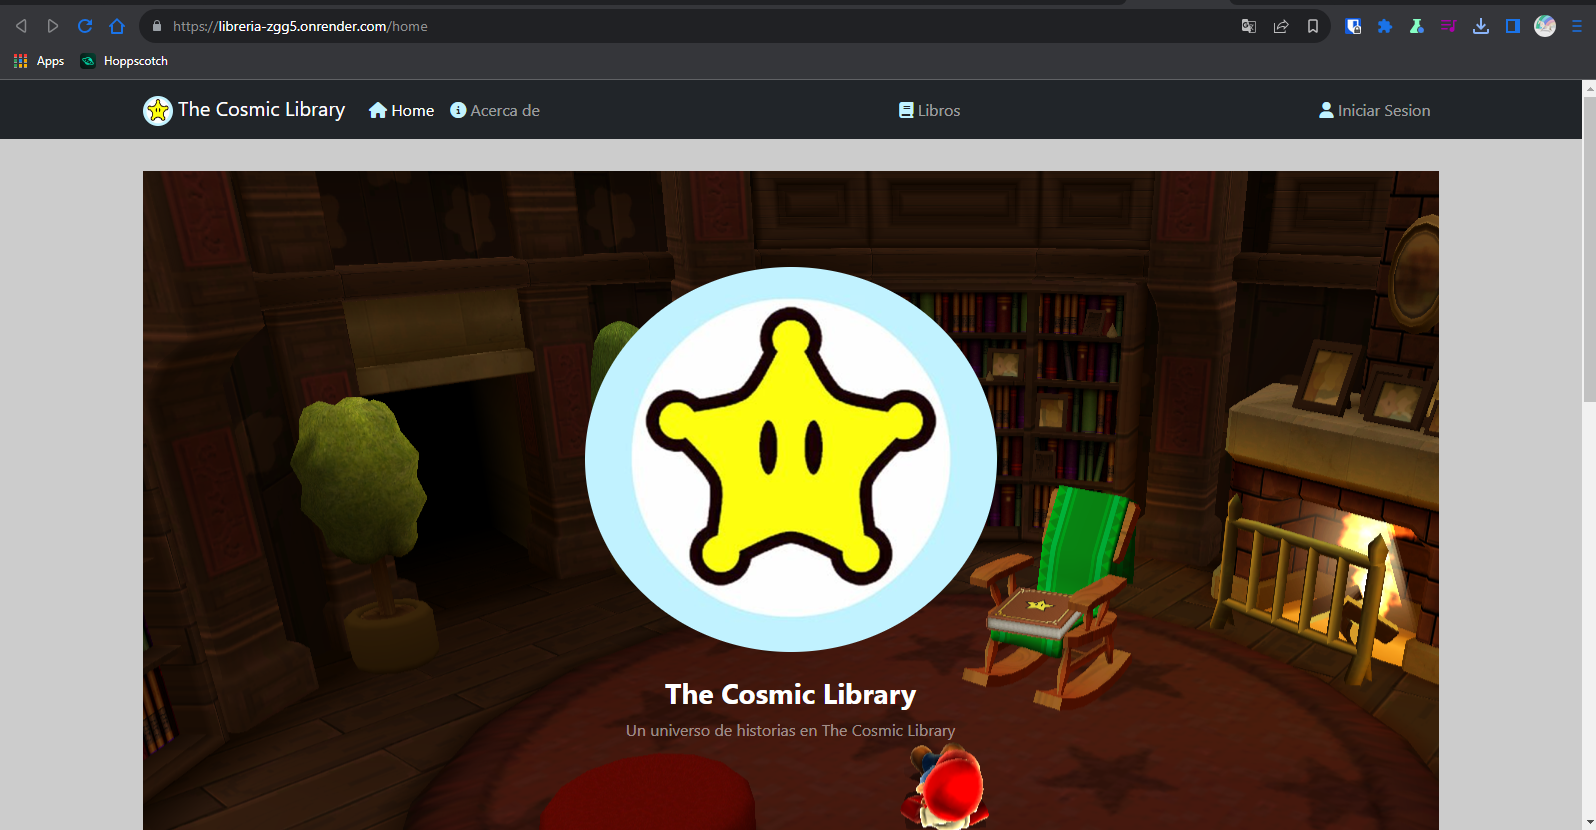 https://libreria-zgg5.onrender.com/home
Apps Hoppscotch
The Cosmic Library Home Acerca de Libros Iniciar Sesion
The Cosmic Library
Un universo de historias en The Cosmic Library